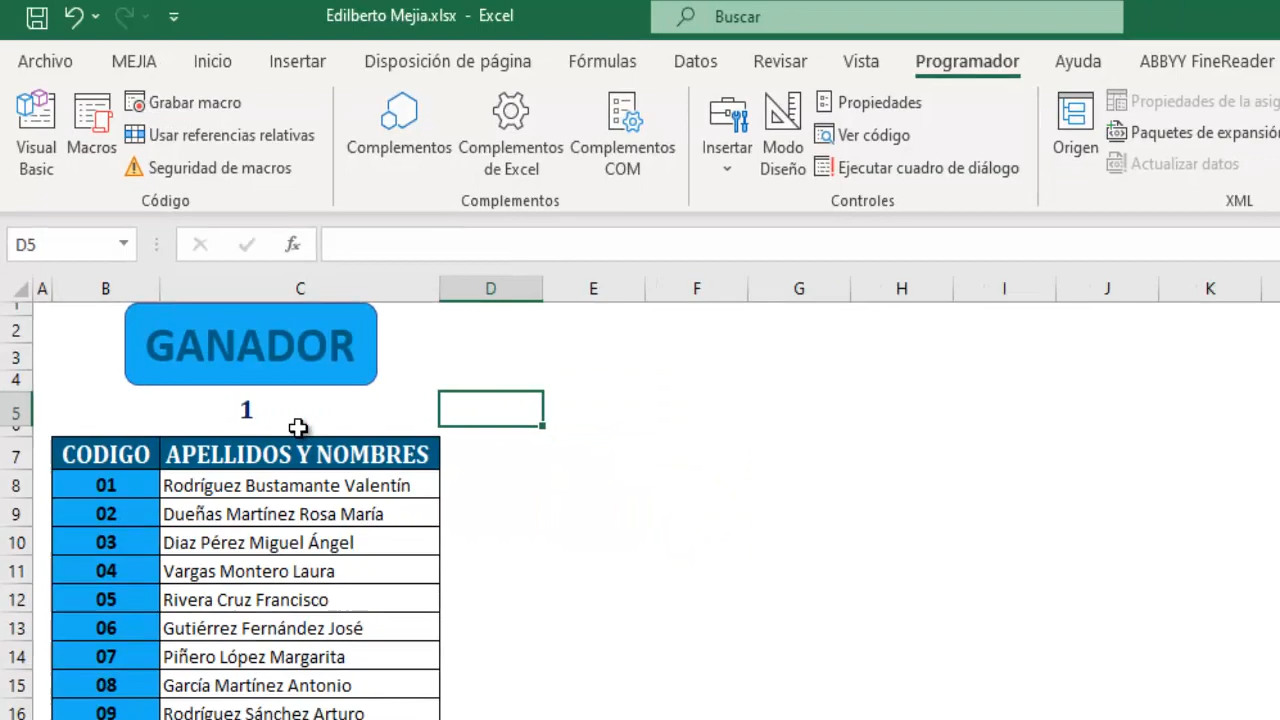 Edilberto Mejia.xlsx - Excel
Buscar
Archivo MEJIA Inicio Insertar Disposición de página Fórmulas Datos Revisar Vista Programador Ayuda ABBYY FineReader
Visual Basic
Macros
Grabar macro
Usar referencias relativas
Seguridad de macros
Código
Complementos
Complementos de Excel
Complementos COM
Complementos
Insertar
Modo Diseño
Propiedades
Ver código
Ejecutar cuadro de diálogo
Controles
Origen
Propiedades de la asig
Paquetes de expansió
Actualizar datos
XML
D5
fx
A B C D E F G H I J K
1
2
3
4
GANADOR
5 1
7 CODIGO APELLIDOS Y NOMBRES
8 01 Rodríguez Bustamante Valentín
9 02 Dueñas Martínez Rosa María
10 03 Diaz Pérez Miguel Ángel
11 04 Vargas Montero Laura
12 05 Rivera Cruz Francisco
13 06 Gutiérrez Fernández José
14 07 Piñero López Margarita
15 08 García Martínez Antonio
16 09 Rodríguez Sánchez Arturo